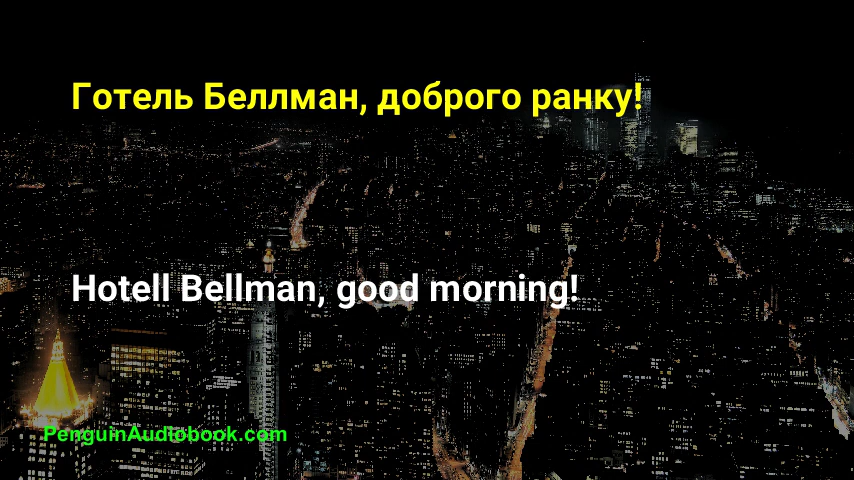 Готель Беллман, доброго ранку!
Hotell Bellman, good morning!
PenguinAudiobook.com